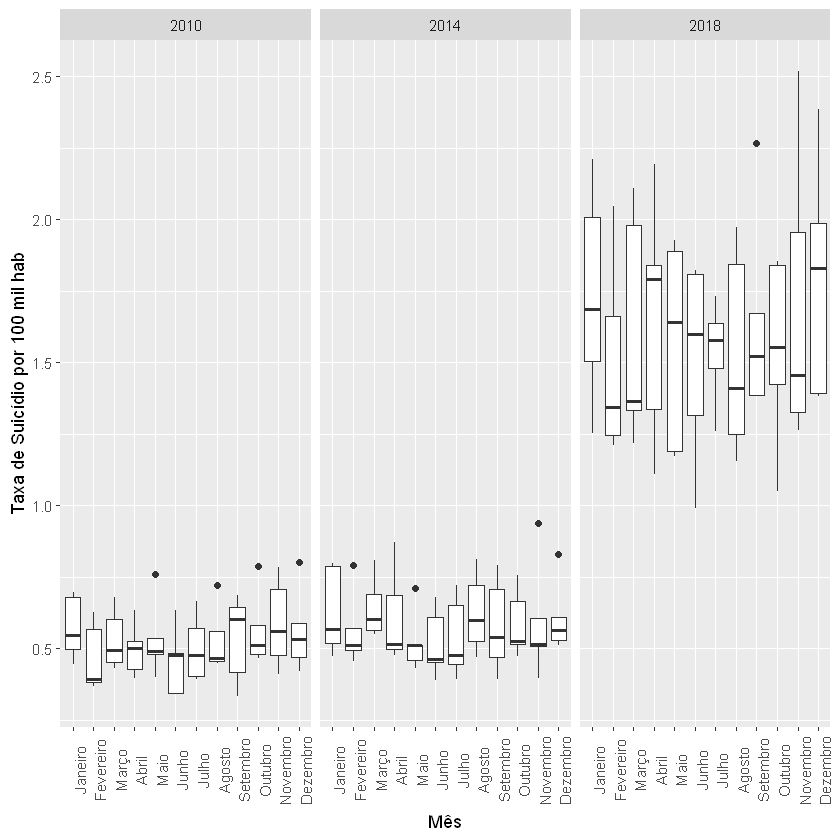 2010 2014 2018
Taxa de Suicídio por 100 mil hab
2.5
2.0
1.5
1.0
0.5
Janeiro Fevereiro Março Abril Maio Junho Julho Agosto Setembro Outubro Novembro Dezembro Janeiro Fevereiro Março Abril Maio Junho Julho Agosto Setembro Outubro Novembro Dezembro Janeiro Fevereiro Março Abril Maio Junho Julho Agosto Setembro Outubro Novembro Dezembro
Mês